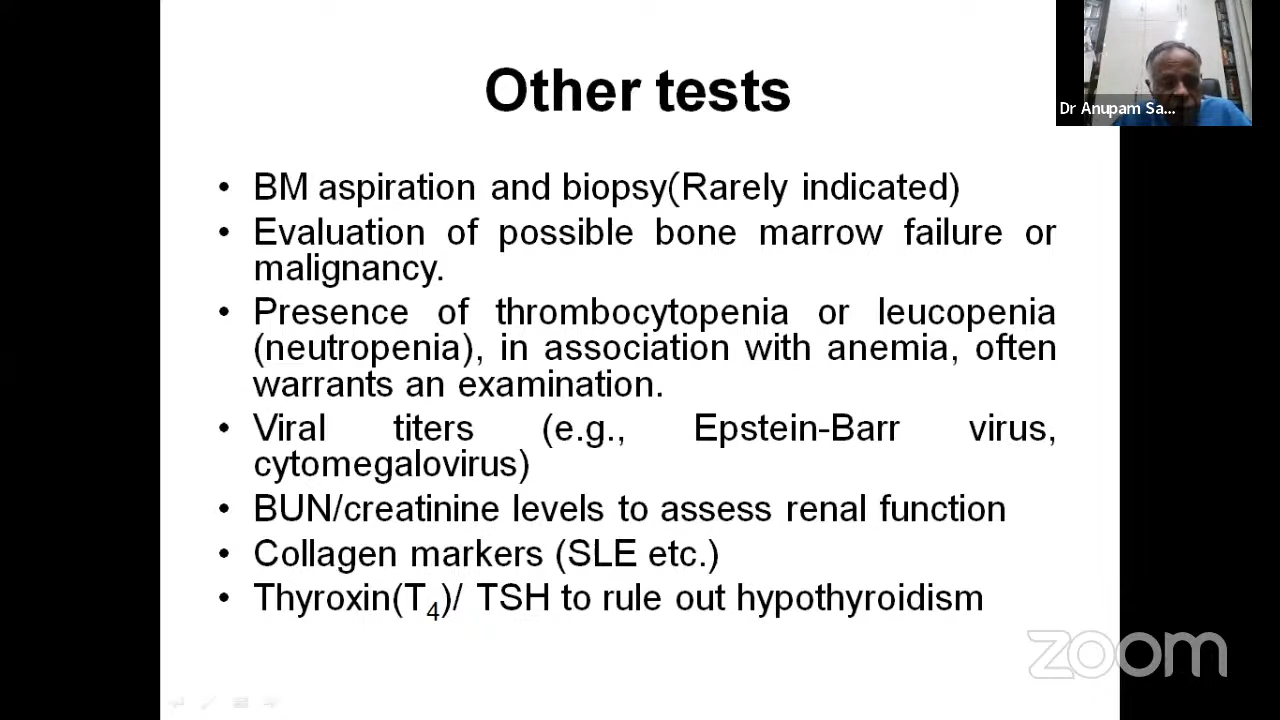 Other tests
Dr Anupam Sa...
• BM aspiration and biopsy(Rarely indicated)
• Evaluation of possible bone marrow failure or
malignancy.
• Presence of thrombocytopenia or leucopenia
(neutropenia), in association with anemia, often
warrants an examination.
• Viral titers (e.g., Epstein-Barr virus,
cytomegalovirus)
• BUN/creatinine levels to assess renal function
• Collagen markers (SLE etc.)
• Thyroxin(T₄)/ TSH to rule out hypothyroidism
zoom